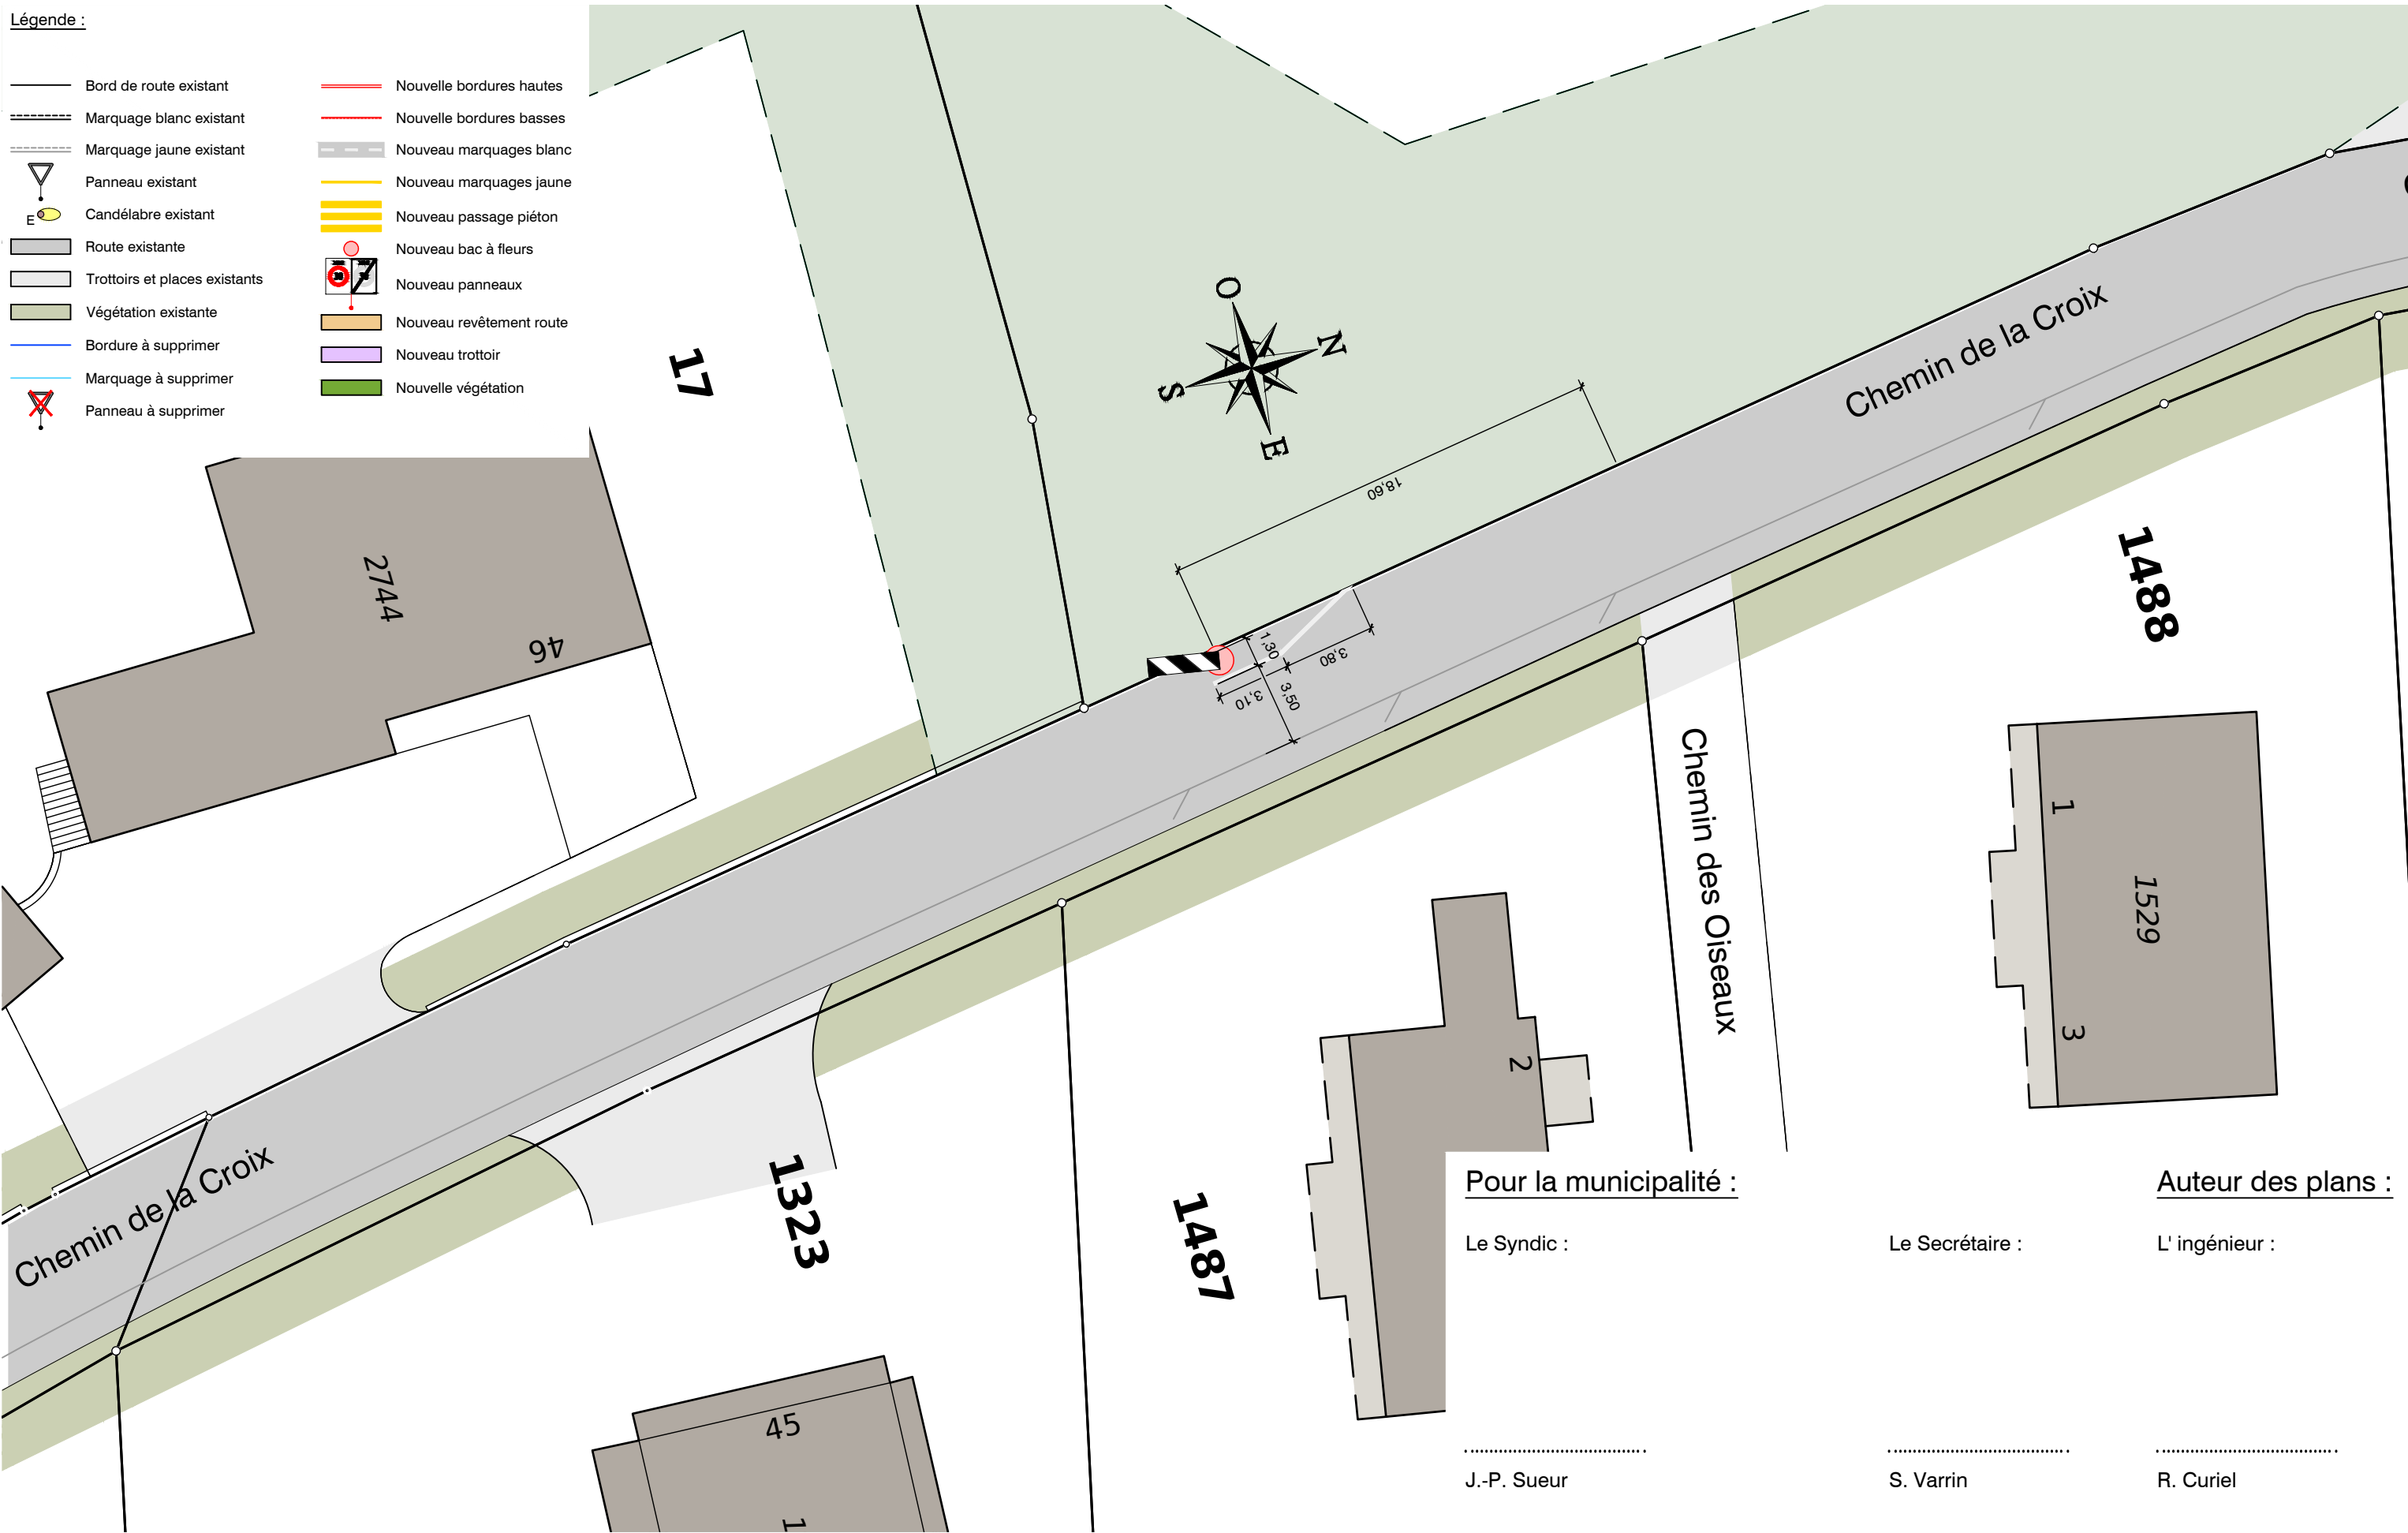 Légende :
Bord de route existant
Marquage blanc existant
Marquage jaune existant
Panneau existant
E
Candélabre existant
Route existante
Trottoirs et places existants
Végétation existante
Bordure à supprimer
Marquage à supprimer
Panneau à supprimer
Nouvelle bordures hautes
Nouvelle bordures basses
Nouveau marquages blanc
Nouveau marquages jaune
Nouveau passage piéton
Nouveau bac à fleurs
Nouveau panneaux
Nouveau revêtement route
Nouveau trottoir
Nouvelle végétation
17
O
N
S
E
Chemin de la Croix
18,60
1,30
3,80
3,10
3,50
2744
46
1488
Chemin des Oiseaux
1
1529
3
2
Chemin de la Croix
1323
1487
45
1
Pour la municipalité :
Auteur des plans :
Le Syndic :
Le Secrétaire :
L' ingénieur :
J.-P. Sueur
S. Varrin
R. Curiel